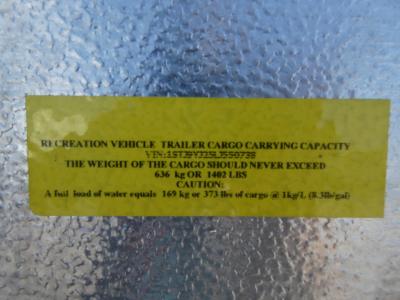 RECREATION VEHICLE TRAILER CARGO CARRYING CAPACITY
VIN:
THE WEIGHT OF THE CARGO SHOULD NEVER EXCEED
636 kg OR 1402 LBS
CAUTION:
A full load of water equals 169 kg or 373 lbs of cargo @ 1kg/L (8.3lb/gal)